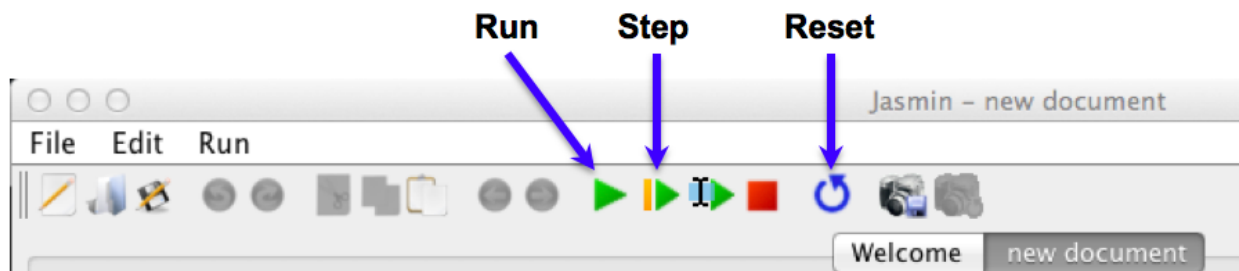 Run Step Reset
Jasmin – new document
File Edit Run
Welcome new document